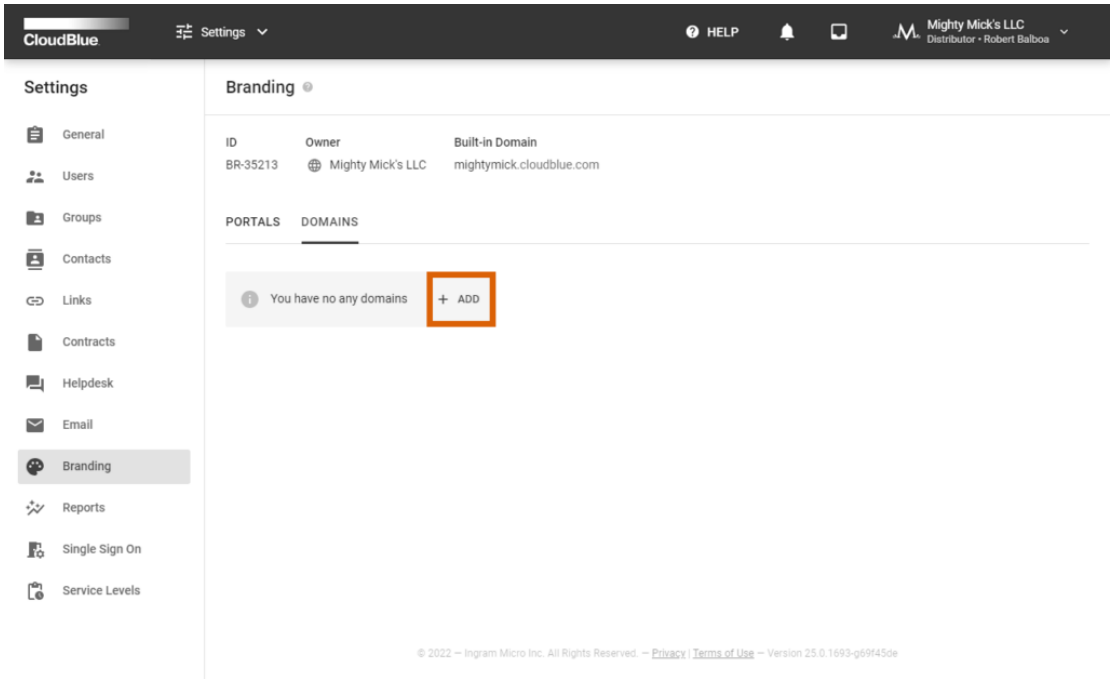 CloudBlue.
Settings
HELP
Mighty Mick's LLC
Distributor • Robert Balboa
Settings
General
Users
Groups
Contacts
Links
Contracts
Helpdesk
Email
Branding
Reports
Single Sign On
Service Levels
Branding
ID Owner Built-in Domain
BR-35213 Mighty Mick's LLC mightymick.cloudblue.com
PORTALS DOMAINS
You have no any domains + ADD
© 2022 — Ingram Micro Inc. All Rights Reserved. — Privacy | Terms of Use — Version 25.0.1693-g69f45de